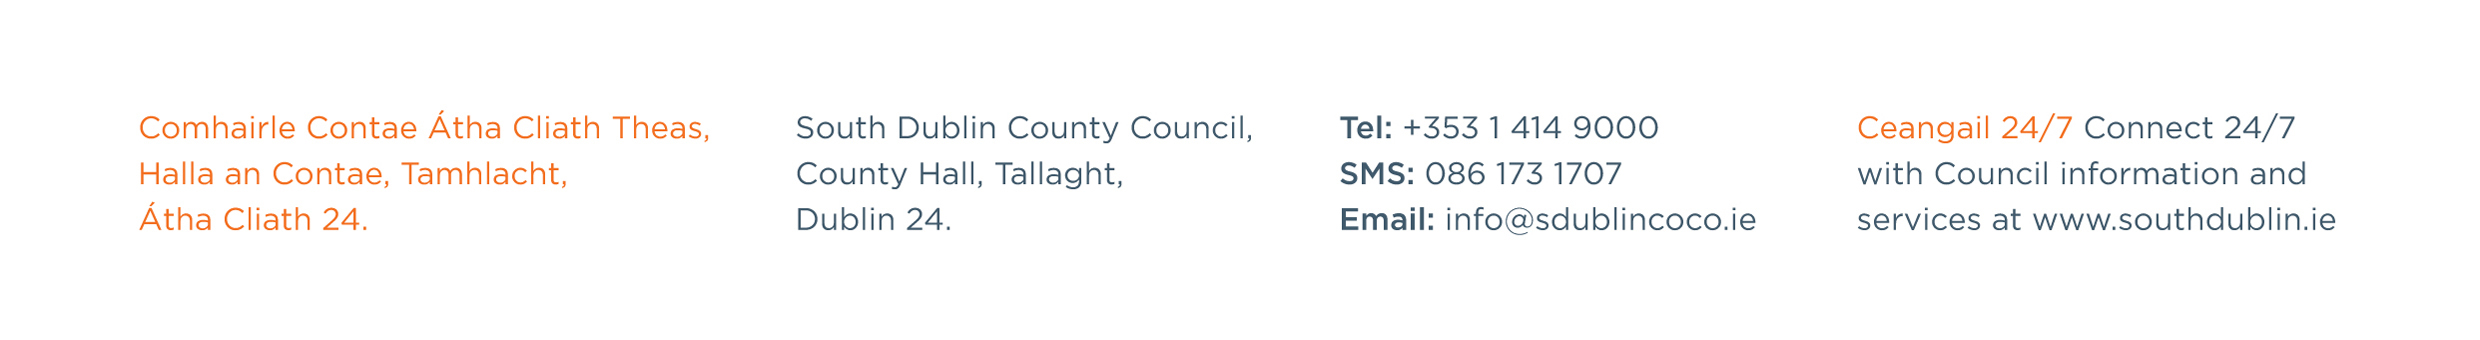 Comhairle Contae Átha Cliath Theas,
Halla an Contae, Tamhlacht,
Átha Cliath 24.
South Dublin County Council,
County Hall, Tallaght,
Dublin 24.
Tel: +353 1 414 9000
SMS: 086 173 1707
Email: info@sdublincoco.ie
Ceangail 24/7 Connect 24/7
with Council information and
services at www.southdublin.ie